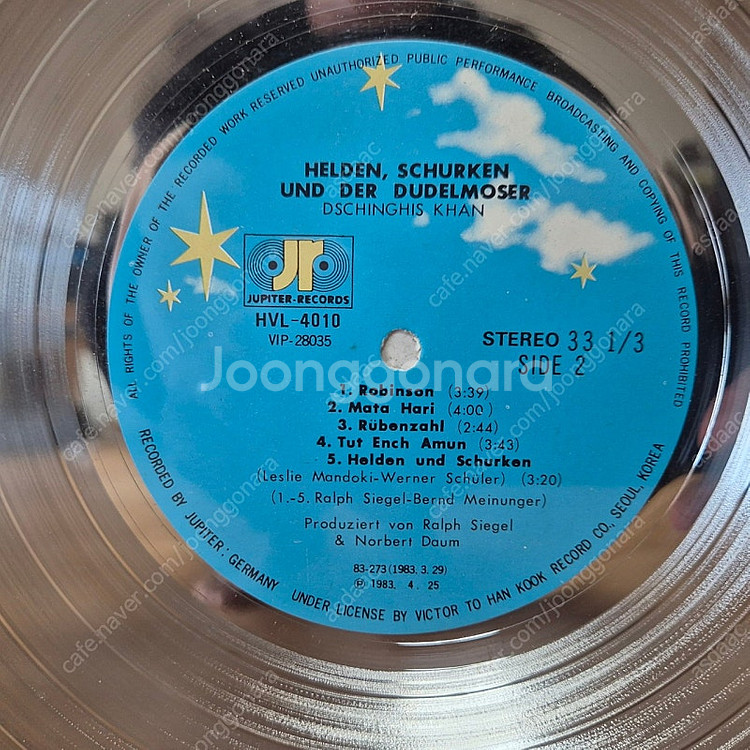 ALL RIGHTS OF THE OWNER OF THE RECORDED WORK RESERVED UNAUTHORIZED PUBLIC PERFORMANCE BROADCASTING AND COPYING OF THIS RECORD PROHIBITED
HELDEN, SCHURKEN
UND DER DUDELMOSER
DSCHINGHIS KHAN
jr
JUPITER-RECORDS
HVL-4010
VIP-28035
STEREO 33 1/3
SIDE 2
Joonggonara
1. Robinson (3:39)
2. Mata Hari (4:00)
3. Rübenzahl (2:44)
4. Tut Ench Amun (3:43)
5. Helden und Schurken
(Leslie Mandoki-Werner Schüler) (3:20)
(1.-5. Ralph Siegel-Bernd Meinunger)
Produziert von Ralph Siegel
& Norbert Daum
83-273 (1983.3.29)
℗ 1983. 4. 25
RECORDED BY JUPITER: GERMANY UNDER LICENSE BY VICTOR TO HAN KOOK RECORD CO., SEOUL, KOREA
cafe.naver.com/joonggonara
asdaac